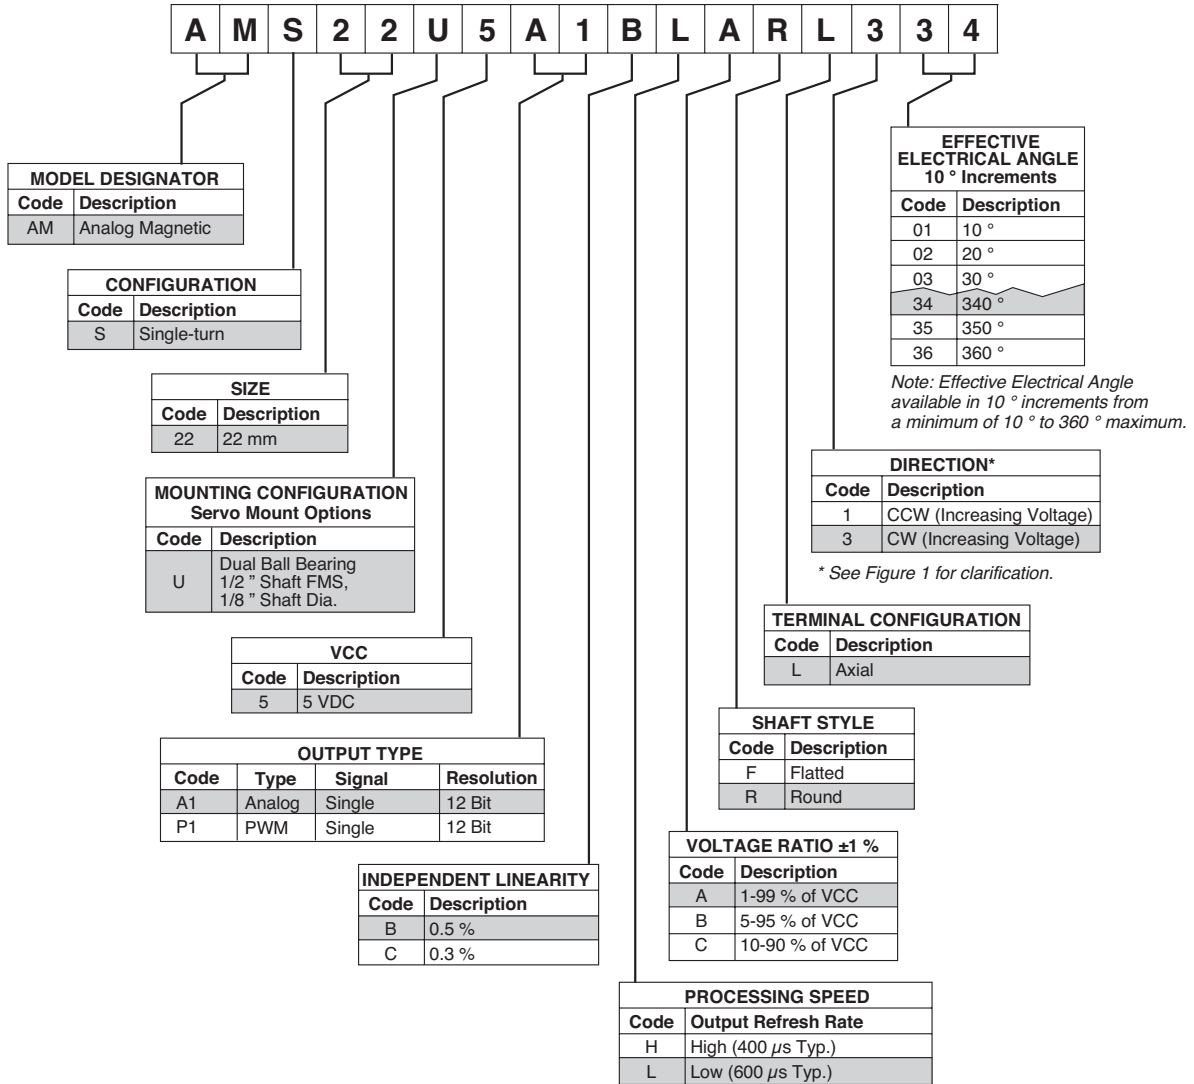 A M S 2 2 U 5 A 1 B L A R L 3 3 4
MODEL DESIGNATOR
Code Description
AM Analog Magnetic
CONFIGURATION
Code Description
S Single-turn
SIZE
Code Description
22 22 mm
MOUNTING CONFIGURATION
Servo Mount Options
Code Description
U Dual Ball Bearing
1/2 ” Shaft FMS,
1/8 ” Shaft Dia.
VCC
Code Description
5 5 VDC
OUTPUT TYPE
Code Type Signal Resolution
A1 Analog Single 12 Bit
P1 PWM Single 12 Bit
INDEPENDENT LINEARITY
Code Description
B 0.5 %
C 0.3 %
PROCESSING SPEED
Code Output Refresh Rate
H High (400 µs Typ.)
L Low (600 µs Typ.)
VOLTAGE RATIO ±1 %
Code Description
A 1-99 % of VCC
B 5-95 % of VCC
C 10-90 % of VCC
SHAFT STYLE
Code Description
F Flatted
R Round
TERMINAL CONFIGURATION
Code Description
L Axial
DIRECTION*
Code Description
1 CCW (Increasing Voltage)
3 CW (Increasing Voltage)
* See Figure 1 for clarification.
EFFECTIVE
ELECTRICAL ANGLE
10 ° Increments
Code Description
01 10 °
02 20 °
03 30 °
34 340 °
35 350 °
36 360 °
Note: Effective Electrical Angle
available in 10 ° increments from
a minimum of 10 ° to 360 ° maximum.